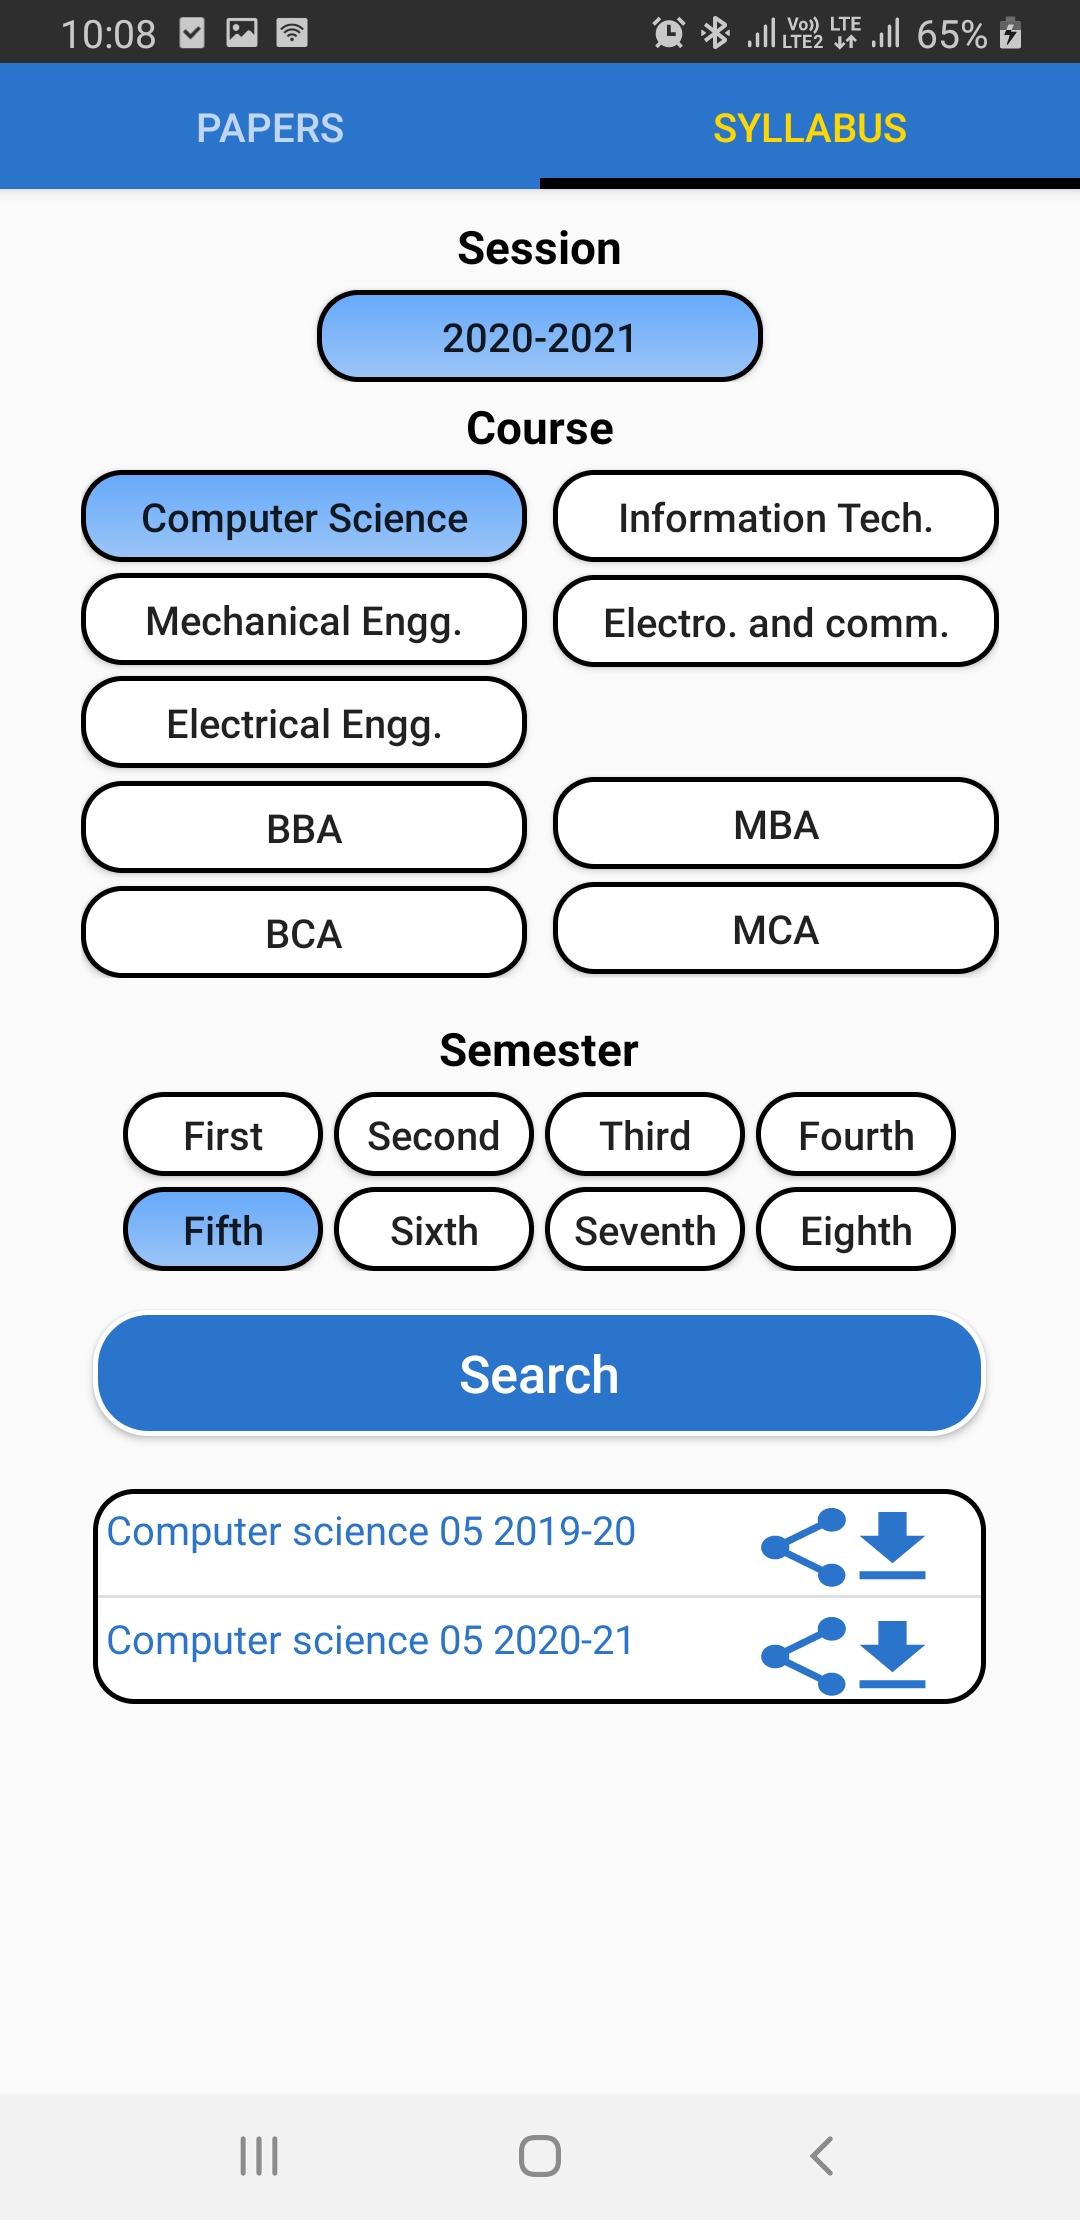 10:08 Vo)) LTE2 LTE 65%
PAPERS SYLLABUS
Session
2020-2021
Course
Computer Science Information Tech.
Mechanical Engg. Electro. and comm.
Electrical Engg.
BBA MBA
BCA MCA
Semester
First Second Third Fourth
Fifth Sixth Seventh Eighth
Search
Computer science 05 2019-20
Computer science 05 2020-21